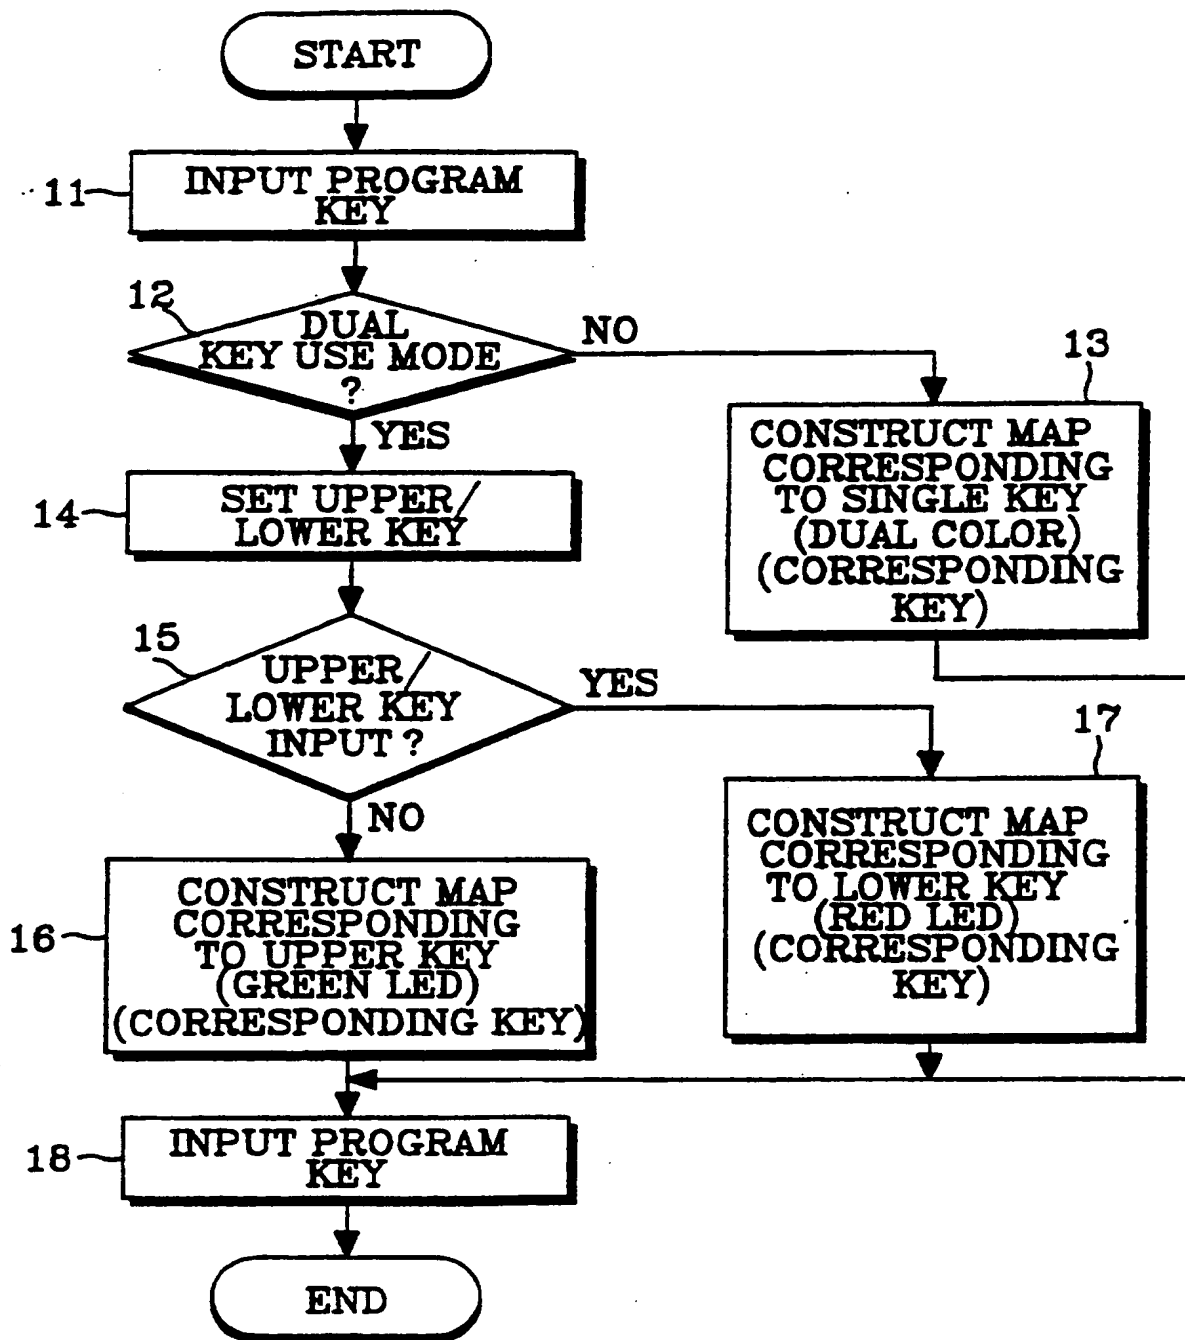 START
11
INPUT PROGRAM
KEY
12
DUAL
KEY USE MODE
?
NO
YES
13
CONSTRUCT MAP
CORRESPONDING
TO SINGLE KEY
(DUAL COLOR)
(CORRESPONDING
KEY)
14
SET UPPER/
LOWER KEY
15
UPPER/
LOWER KEY
INPUT?
YES
NO
17
CONSTRUCT MAP
CORRESPONDING
TO LOWER KEY
(RED LED)
(CORRESPONDING
KEY)
16
CONSTRUCT MAP
CORRESPONDING
TO UPPER KEY
(GREEN LED)
(CORRESPONDING KEY)
18
INPUT PROGRAM
KEY
END